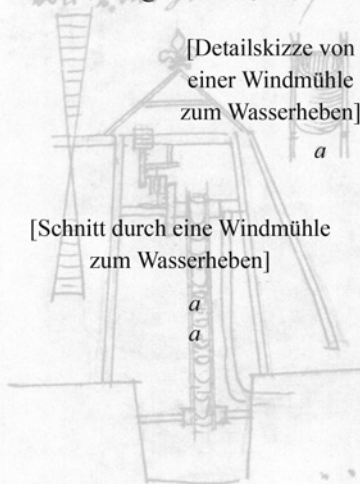 [Detailskizze von
einer Windmühle
zum Wasserheben]
a
[Schnitt durch eine Windmühle
zum Wasserheben]
a
a